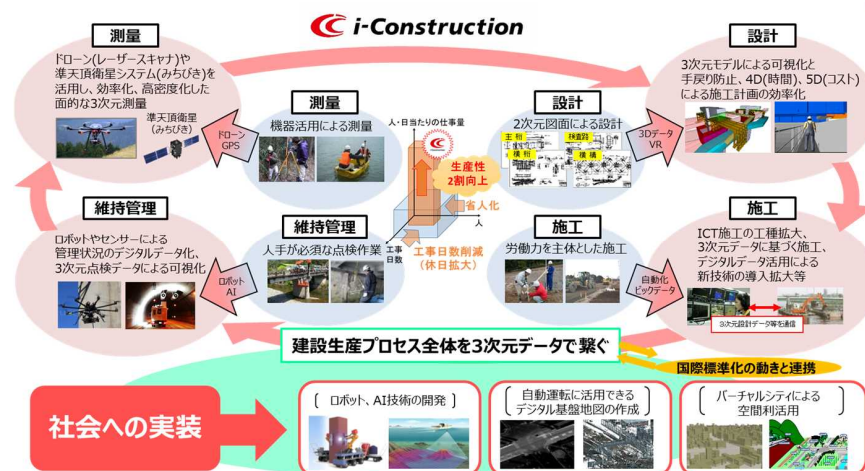 i-Construction
測量
ドローン(レーザースキャナ)や
準天頂衛星システム(みちびき)を
活用し、効率化、高密度化した
面的な3次元測量
準天頂衛星
(みちびき)
ドローン
GPS
測量
機器活用による測量
人・日当たりの仕事量
生産性
2割向上
省人化
人
工事
日数
工事日数削減
(休日拡大)
設計
2次元図面による設計
主桁
検査路
横桁
横構
3Dデータ
VR
設計
3次元モデルによる可視化と
手戻り防止、4D(時間)、5D(コスト)
による施工計画の効率化
維持管理
ロボットやセンサーによる
管理状況のデジタルデータ化、
3次元点検データによる可視化
ロボット
AI
維持管理
人手が必須な点検作業
施工
労働力を主体とした施工
自動化
ビックデータ
施工
ICT施工の工種拡大、
3次元データに基づく施工、
デジタルデータ活用による
新技術の導入拡大等
3次元設計データ等を通信
建設生産プロセス全体を3次元データで繋ぐ
国際標準化の動きと連携
社会への実装
ロボット、AI技術の開発
自動運転に活用できる
デジタル基盤地図の作成
バーチャルシティによる
空間利活用